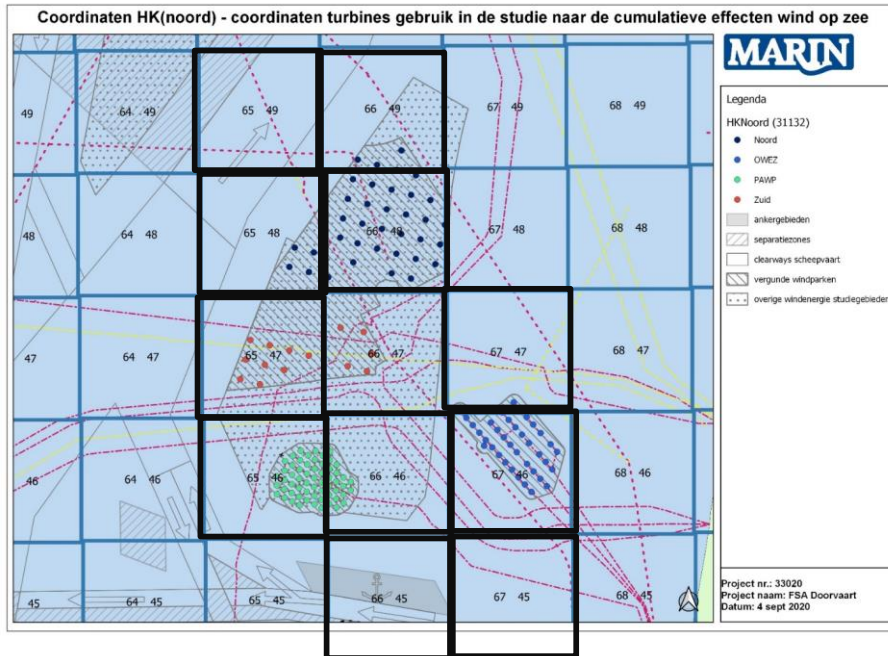 Coordinaten HK(noord) - coordinaten turbines gebruik in de studie naar de cumulatieve effecten wind op zee
49
64 49
65 49
66 49
67 49
68 49
48
64 48
65 48
66 48
67 48
68 48
47
64 47
65 47
66 47
67 47
68 47
46
64 46
65 46
66 46
67 46
68 46
45
64 45
65 45
66 45
67 45
68 45
MARIN
Legenda
HKNoord (31132)
Noord
OWEZ
PAWP
Zuid
ankergebieden
separatiezones
clearways scheepvaart
vergunde windparken
overige windenergie studiegebieden
Project nr.: 33020
Project naam: FSA Doorvaart
Datum: 4 sept 2020